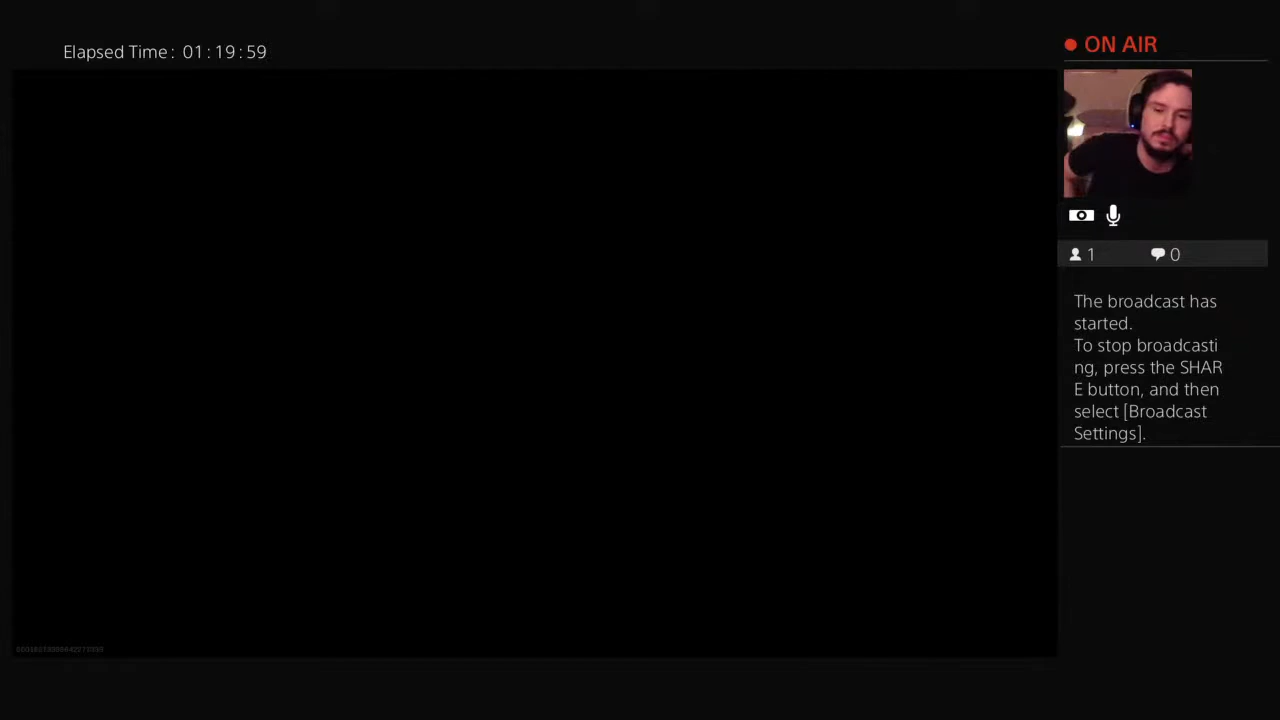 Elapsed Time: 01:19:59
ON AIR
1
0
The broadcast has
started.
To stop broadcasti
ng, press the SHAR
E button, and then
select [Broadcast
Settings].